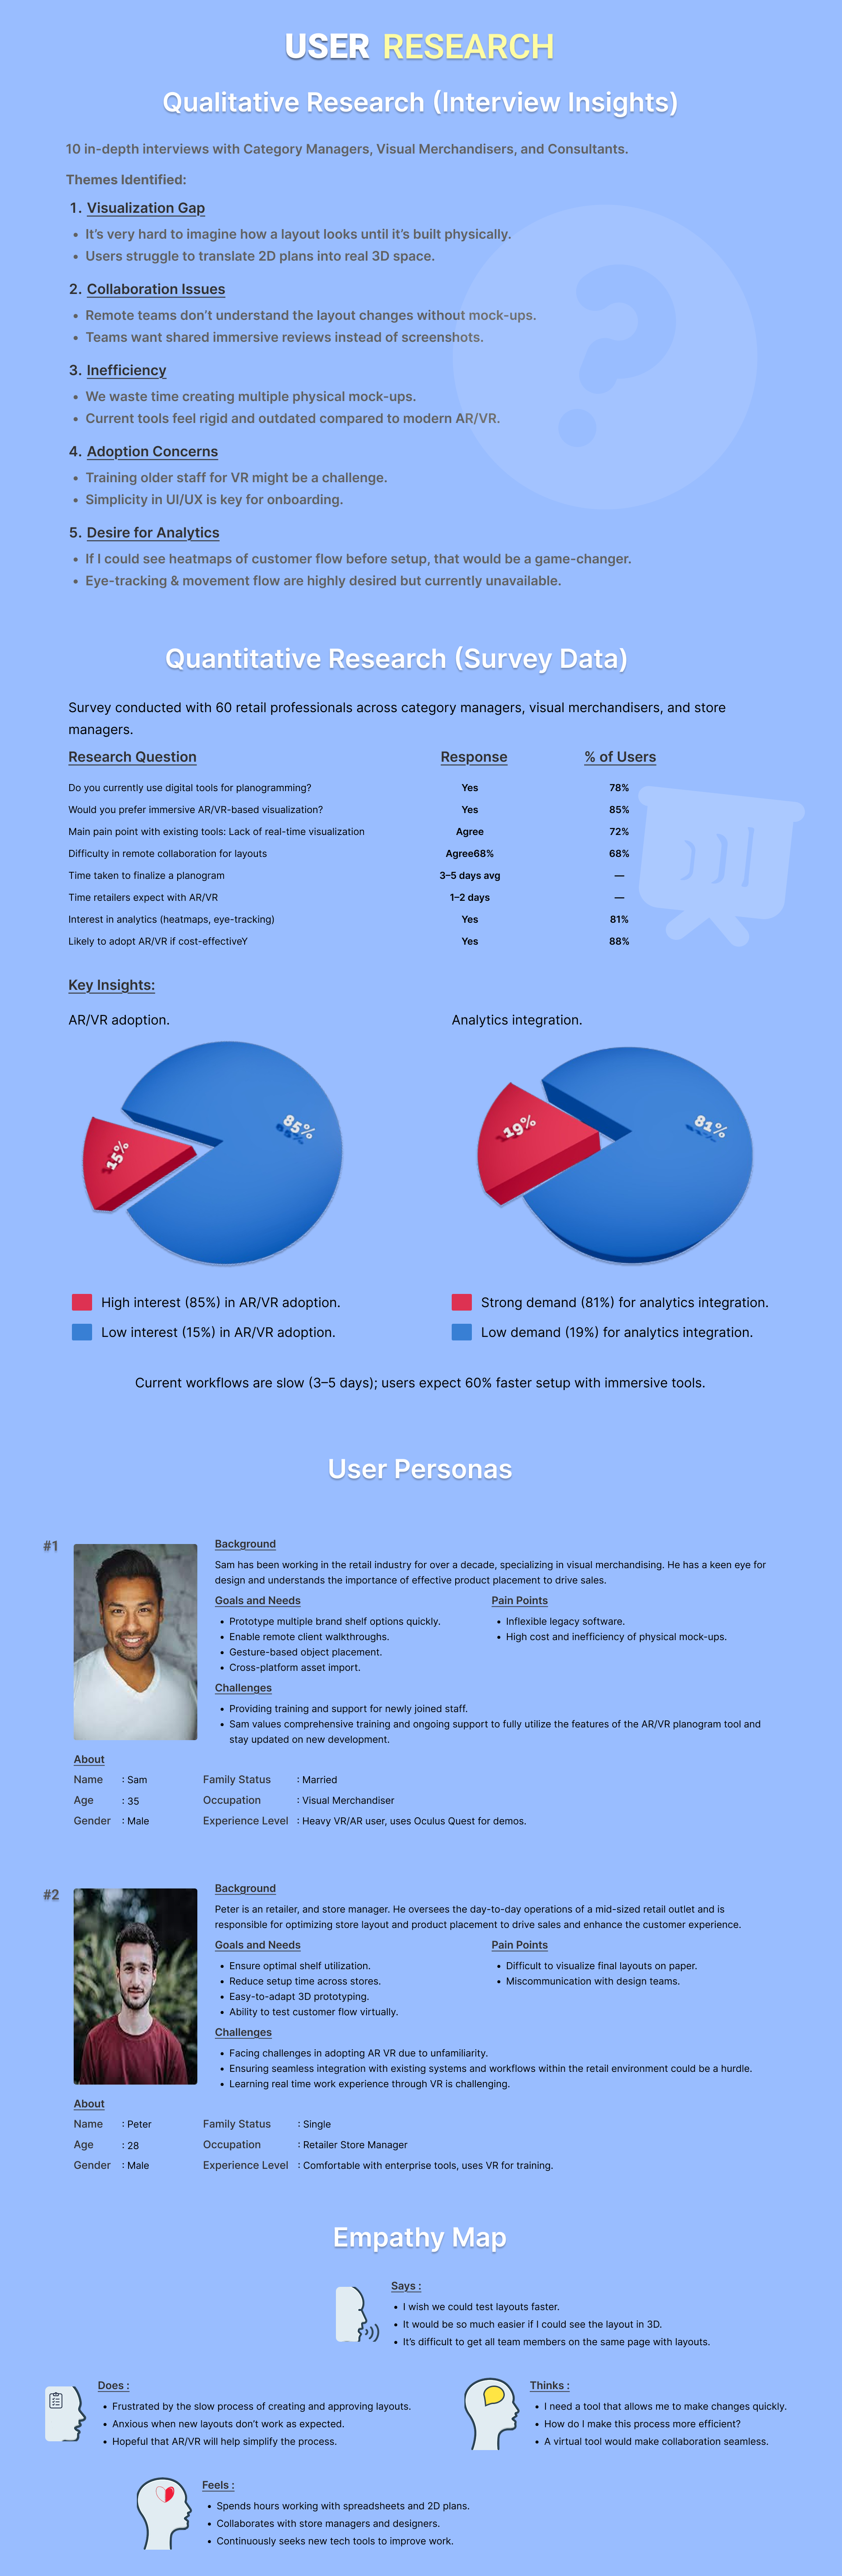 USER RESEARCH
Qualitative Research (Interview Insights)
10 in-depth interviews with Category Managers, Visual Merchandisers, and Consultants.
Themes Identified:
1. Visualization Gap
• It’s very hard to imagine how a layout looks until it’s built physically.
• Users struggle to translate 2D plans into real 3D space.
2. Collaboration Issues
• Remote teams don’t understand the layout changes without mock-ups.
• Teams want shared immersive reviews instead of screenshots.
3. Inefficiency
• We waste time creating multiple physical mock-ups.
• Current tools feel rigid and outdated compared to modern AR/VR.
4. Adoption Concerns
• Training older staff for VR might be a challenge.
• Simplicity in UI/UX is key for onboarding.
5. Desire for Analytics
• If I could see heatmaps of customer flow before setup, that would be a game-changer.
• Eye-tracking & movement flow are highly desired but currently unavailable.
Quantitative Research (Survey Data)
Survey conducted with 60 retail professionals across category managers, visual merchandisers, and store
managers.
Research Question Response % of Users
Do you currently use digital tools for planogramming? Yes 78%
Would you prefer immersive AR/VR-based visualization? Yes 85%
Main pain point with existing tools: Lack of real-time visualization Agree 72%
Difficulty in remote collaboration for layouts Agree68% 68%
Time taken to finalize a planogram 3–5 days avg —
Time retailers expect with AR/VR 1–2 days —
Interest in analytics (heatmaps, eye-tracking) Yes 81%
Likely to adopt AR/VR if cost-effectiveY Yes 88%
Key Insights:
AR/VR adoption.
85%
15%
High interest (85%) in AR/VR adoption.
Low interest (15%) in AR/VR adoption.
Analytics integration.
19%
81%
Strong demand (81%) for analytics integration.
Low demand (19%) for analytics integration.
Current workflows are slow (3–5 days); users expect 60% faster setup with immersive tools.
User Personas
#1
Background
Sam has been working in the retail industry for over a decade, specializing in visual merchandising. He has a keen eye for
design and understands the importance of effective product placement to drive sales.
Goals and Needs
• Prototype multiple brand shelf options quickly.
• Enable remote client walkthroughs.
• Gesture-based object placement.
• Cross-platform asset import.
Pain Points
• Inflexible legacy software.
• High cost and inefficiency of physical mock-ups.
Challenges
• Providing training and support for newly joined staff.
• Sam values comprehensive training and ongoing support to fully utilize the features of the AR/VR planogram tool and
stay updated on new development.
About
Name : Sam Family Status : Married
Age : 35 Occupation : Visual Merchandiser
Gender : Male Experience Level : Heavy VR/AR user, uses Oculus Quest for demos.
#2
Background
Peter is an retailer, and store manager. He oversees the day-to-day operations of a mid-sized retail outlet and is
responsible for optimizing store layout and product placement to drive sales and enhance the customer experience.
Goals and Needs
• Ensure optimal shelf utilization.
• Reduce setup time across stores.
• Easy-to-adapt 3D prototyping.
• Ability to test customer flow virtually.
Pain Points
• Difficult to visualize final layouts on paper.
• Miscommunication with design teams.
Challenges
• Facing challenges in adopting AR VR due to unfamiliarity.
• Ensuring seamless integration with existing systems and workflows within the retail environment could be a hurdle.
• Learning real time work experience through VR is challenging.
About
Name : Peter Family Status : Single
Age : 28 Occupation : Retailer Store Manager
Gender : Male Experience Level : Comfortable with enterprise tools, uses VR for training.
Empathy Map
Says :
• I wish we could test layouts faster.
• It would be so much easier if I could see the layout in 3D.
• It’s difficult to get all team members on the same page with layouts.
Does :
• Frustrated by the slow process of creating and approving layouts.
• Anxious when new layouts don’t work as expected.
• Hopeful that AR/VR will help simplify the process.
Thinks :
• I need a tool that allows me to make changes quickly.
• How do I make this process more efficient?
• A virtual tool would make collaboration seamless.
Feels :
• Spends hours working with spreadsheets and 2D plans.
• Collaborates with store managers and designers.
• Continuously seeks new tech tools to improve work.